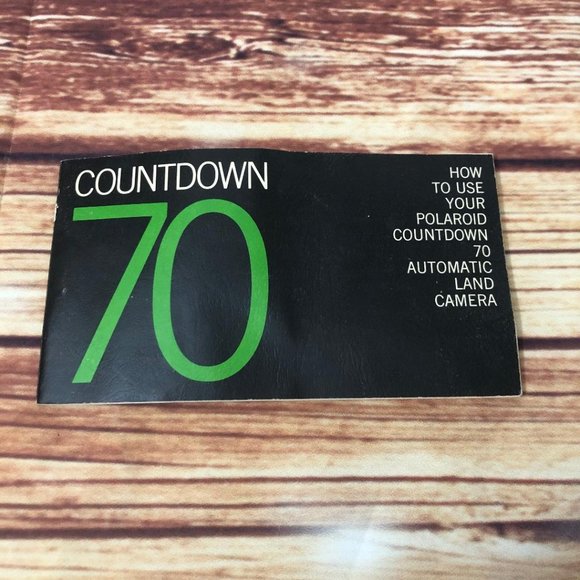 COUNTDOWN
70
HOW
TO USE
YOUR
POLAROID
COUNTDOWN
70
AUTOMATIC
LAND
CAMERA